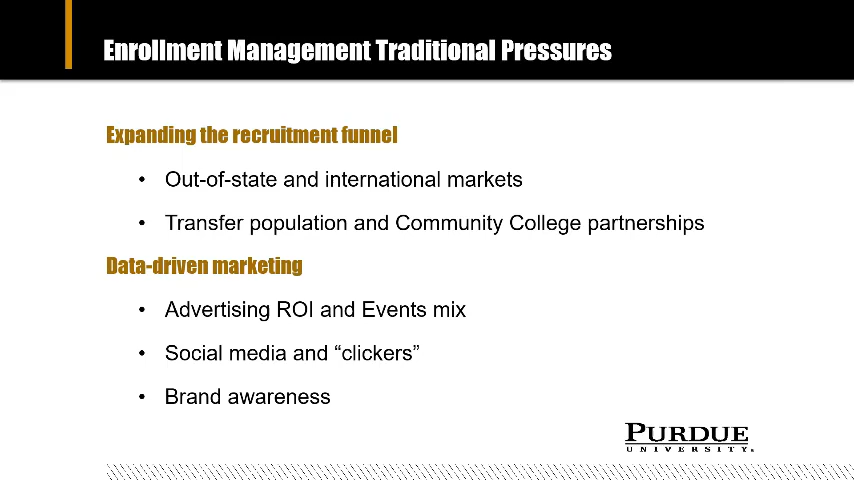 Enrollment Management Traditional Pressures
Expanding the recruitment funnel
• Out-of-state and international markets
• Transfer population and Community College partnerships
Data-driven marketing
• Advertising ROI and Events mix
• Social media and “clickers”
• Brand awareness
PURDUE
UNIVERSITY.